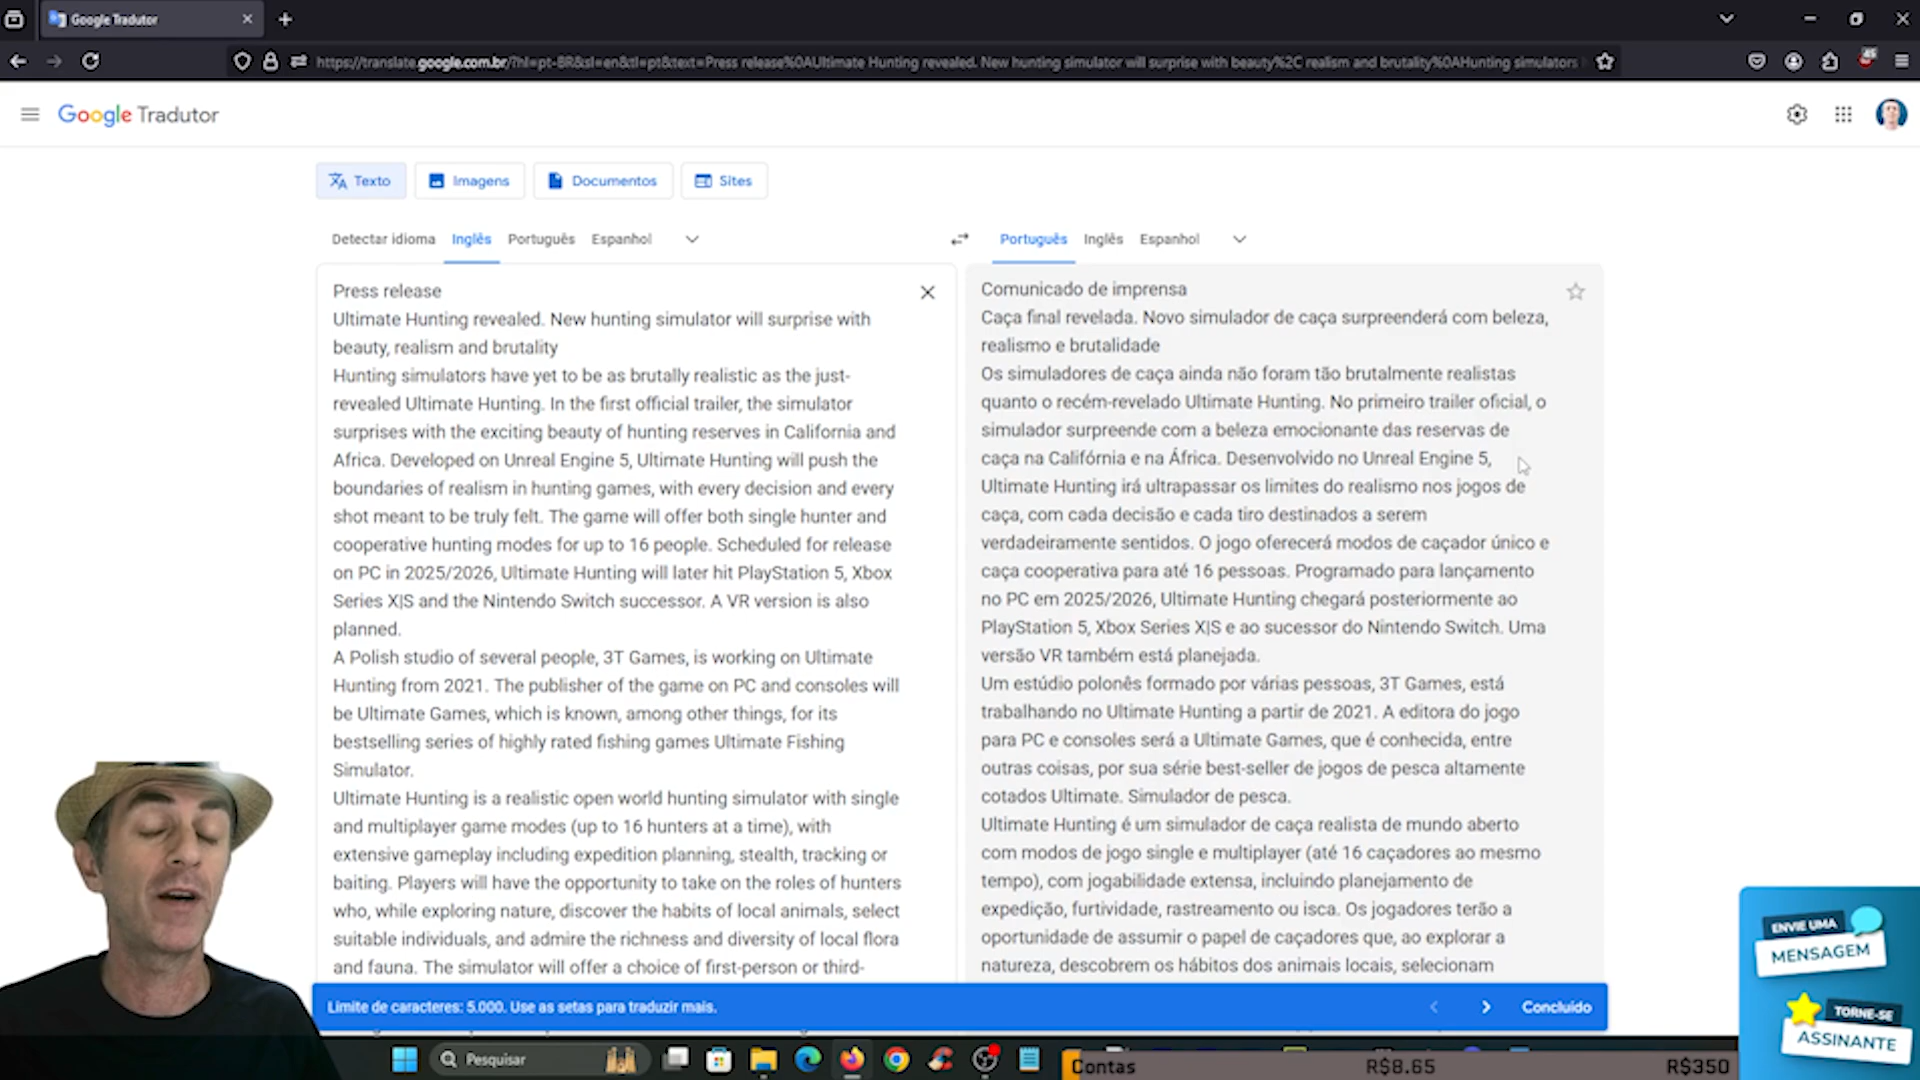 Google Tradutor
https://translate.google.com.br/?hl=pt-BR&sl=en&tl=pt&text=Press release%0AUltimate Hunting revealed. New hunting simulator will surprise with beauty%2C realism and brutality%0AHunting simulators
45
Google Tradutor
Texto
Imagens
Documentos
Sites
Detectar idioma
Inglês
Português
Espanhol
Português
Inglês
Espanhol
Press release
Ultimate Hunting revealed. New hunting simulator will surprise with
beauty, realism and brutality
Hunting simulators have yet to be as brutally realistic as the just-
revealed Ultimate Hunting. In the first official trailer, the simulator
surprises with the exciting beauty of hunting reserves in California and
Africa. Developed on Unreal Engine 5, Ultimate Hunting will push the
boundaries of realism in hunting games, with every decision and every
shot meant to be truly felt. The game will offer both single hunter and
cooperative hunting modes for up to 16 people. Scheduled for release
on PC in 2025/2026, Ultimate Hunting will later hit PlayStation 5, Xbox
Series X|S and the Nintendo Switch successor. A VR version is also
planned.
A Polish studio of several people, 3T Games, is working on Ultimate
Hunting from 2021. The publisher of the game on PC and consoles will
be Ultimate Games, which is known, among other things, for its
bestselling series of highly rated fishing games Ultimate Fishing
Simulator.
Ultimate Hunting is a realistic open world hunting simulator with single
and multiplayer game modes (up to 16 hunters at a time), with
extensive gameplay including expedition planning, stealth, tracking or
baiting. Players will have the opportunity to take on the roles of hunters
who, while exploring nature, discover the habits of local animals, select
suitable individuals, and admire the richness and diversity of local flora
and fauna. The simulator will offer a choice of first-person or third-
Comunicado de imprensa
Caça final revelada. Novo simulador de caça surpreenderá com beleza,
realismo e brutalidade
Os simuladores de caça ainda não foram tão brutalmente realistas
quanto o recém-revelado Ultimate Hunting. No primeiro trailer oficial, o
simulador surpreende com a beleza emocionante das reservas de
caça na Califórnia e na África. Desenvolvido no Unreal Engine 5,
Ultimate Hunting irá ultrapassar os limites do realismo nos jogos de
caça, com cada decisão e cada tiro destinados a serem
verdadeiramente sentidos. O jogo oferecerá modos de caçador único e
caça cooperativa para até 16 pessoas. Programado para lançamento
no PC em 2025/2026, Ultimate Hunting chegará posteriormente ao
PlayStation 5, Xbox Series X|S e ao sucessor do Nintendo Switch. Uma
versão VR também está planejada.
Um estúdio polonês formado por várias pessoas, 3T Games, está
trabalhando no Ultimate Hunting a partir de 2021. A editora do jogo
para PC e consoles será a Ultimate Games, que é conhecida, entre
outras coisas, por sua série best-seller de jogos de pesca altamente
cotados Ultimate. Simulador de pesca.
Ultimate Hunting é um simulador de caça realista de mundo aberto
com modos de jogo single e multiplayer (até 16 caçadores ao mesmo
tempo), com jogabilidade extensa, incluindo planejamento de
expedição, furtividade, rastreamento ou isca. Os jogadores terão a
oportunidade de assumir o papel de caçadores que, ao explorar a
natureza, descobrem os hábitos dos animais locais, selecionam
Limite de caracteres: 5.000. Use as setas para traduzir mais.
Concluído
ENVIE UMA
MENSAGEM
TORNE-SE
ASSINANTE
Pesquisar
Contas
R$8.65
R$350